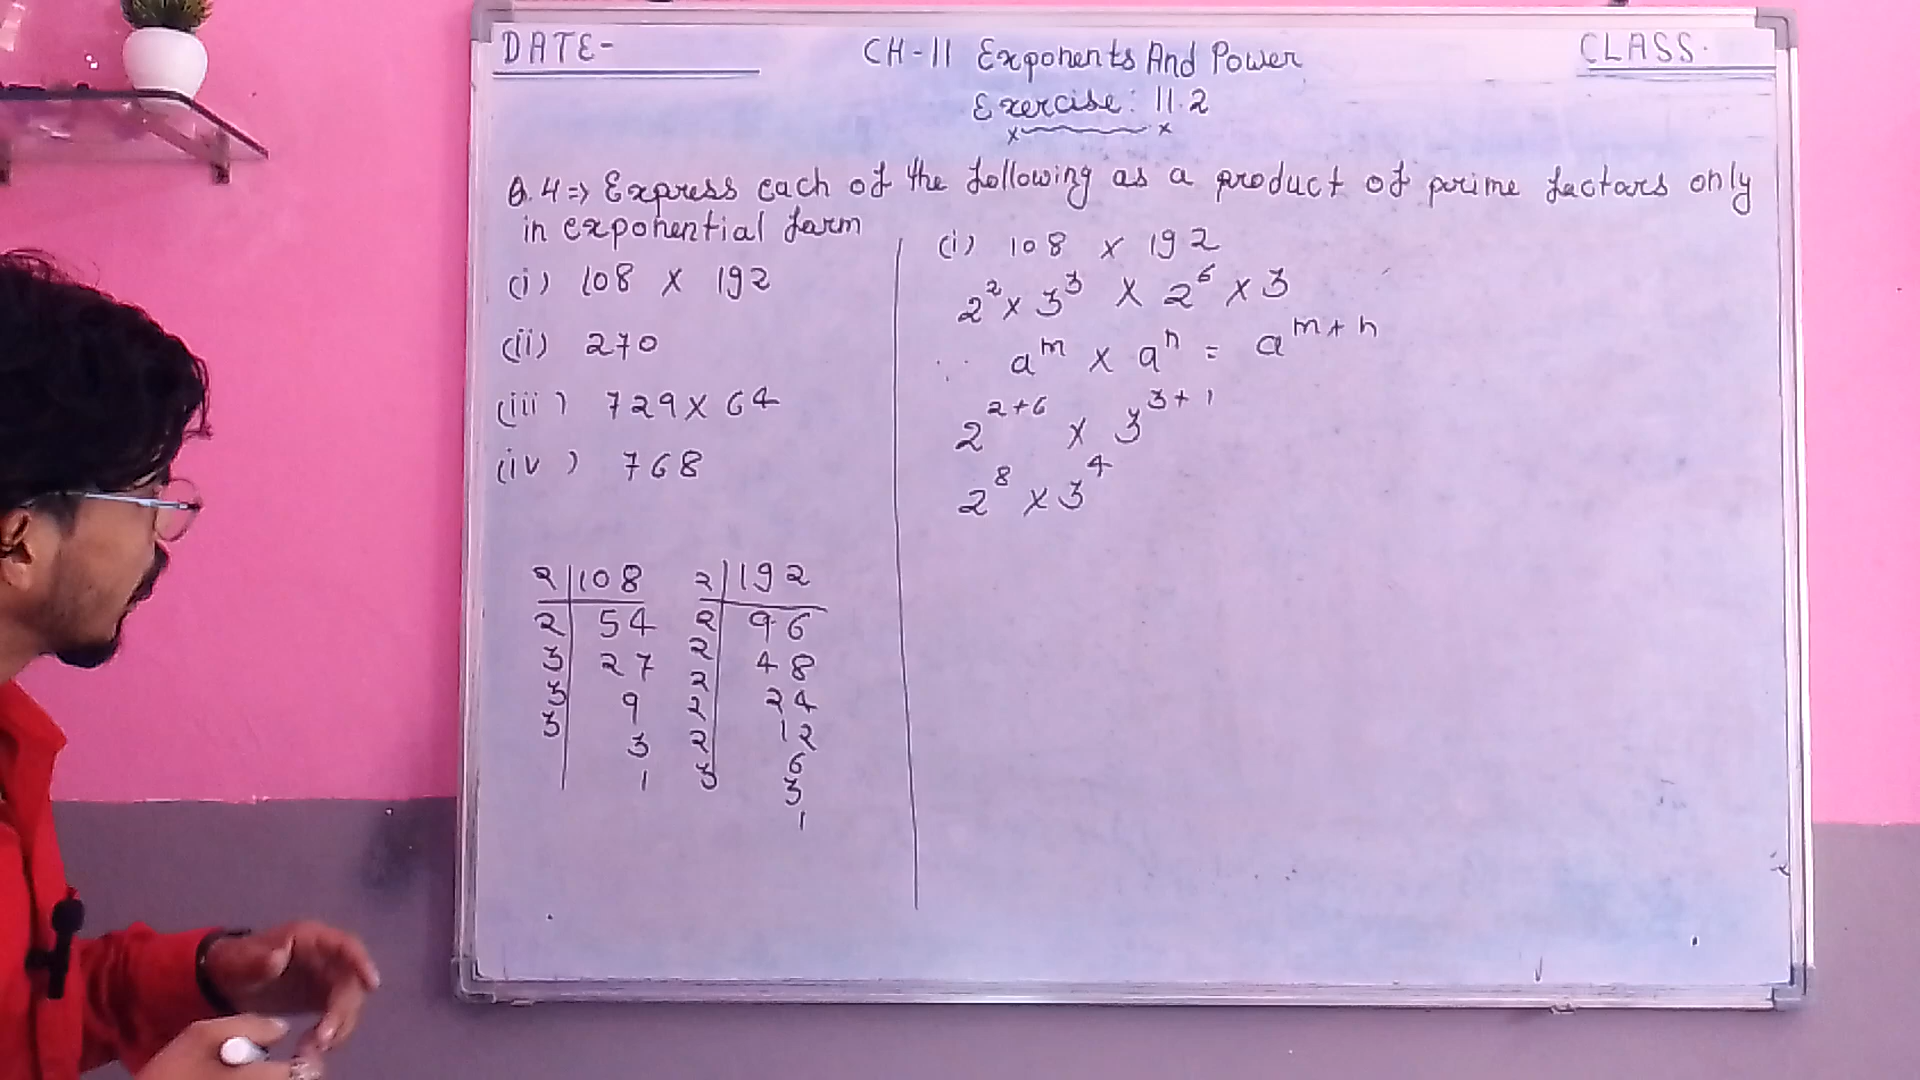 DATE-
CH-11 Exponents And Power
CLASS.
Exercise: 11.2
Q.4=> Express each of the following as a product of prime factors only
in exponential form
(i) 108 x 192
(ii) 270
(iii) 729 x 64
(iv) 768
2|108
2|54
3|27
3|9
3|3
1
2|192
2|96
2|48
2|24
2|12
2|6
3|3
1
(i) 108 x 192
2² x 3³ x 2⁶ x 3
∴ aᵐ x aⁿ = aᵐ⁺ⁿ
2²⁺⁶ x 3³⁺¹
2⁸ x 3⁴